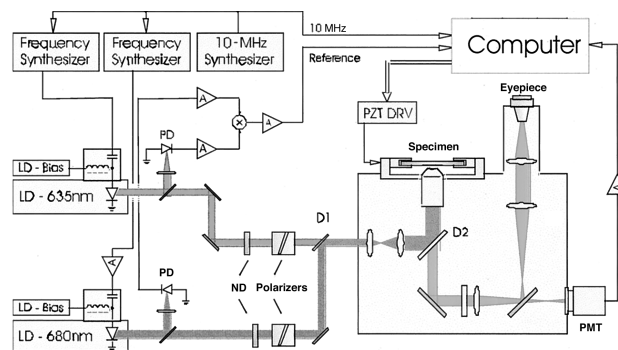 10 MHz
Frequency
Synthesizer
Frequency
Synthesizer
10-MHz
Synthesizer
Reference
Computer
Eyepiece
A
PD
A
X
A
PZT DRV
Specimen
A
LD-Bias
LD - 635nm
D1
D2
A
PD
ND
Polarizers
LD-Bias
LD - 680nm
PMT